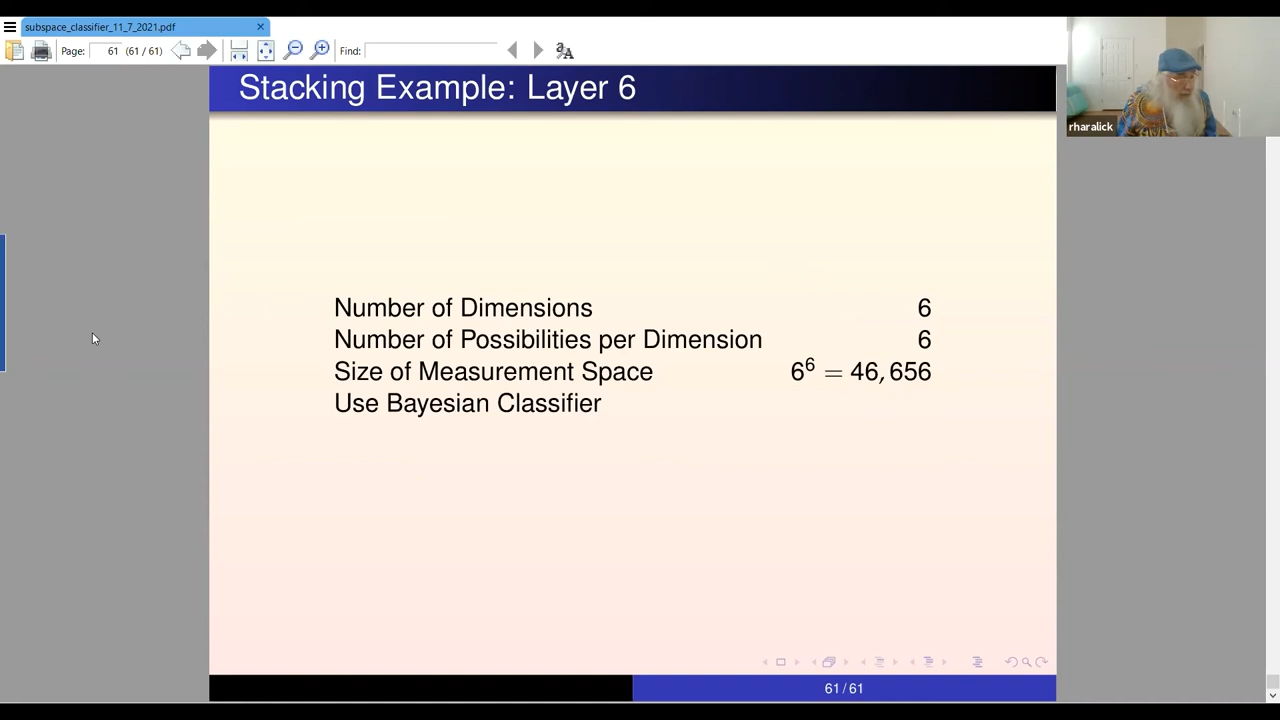 subspace_classifier_11_7_2021.pdf
Page: 61 (61 / 61) Find:
rharalick
Stacking Example: Layer 6
Number of Dimensions 6
Number of Possibilities per Dimension 6
Size of Measurement Space 6⁶ = 46, 656
Use Bayesian Classifier
61 / 61